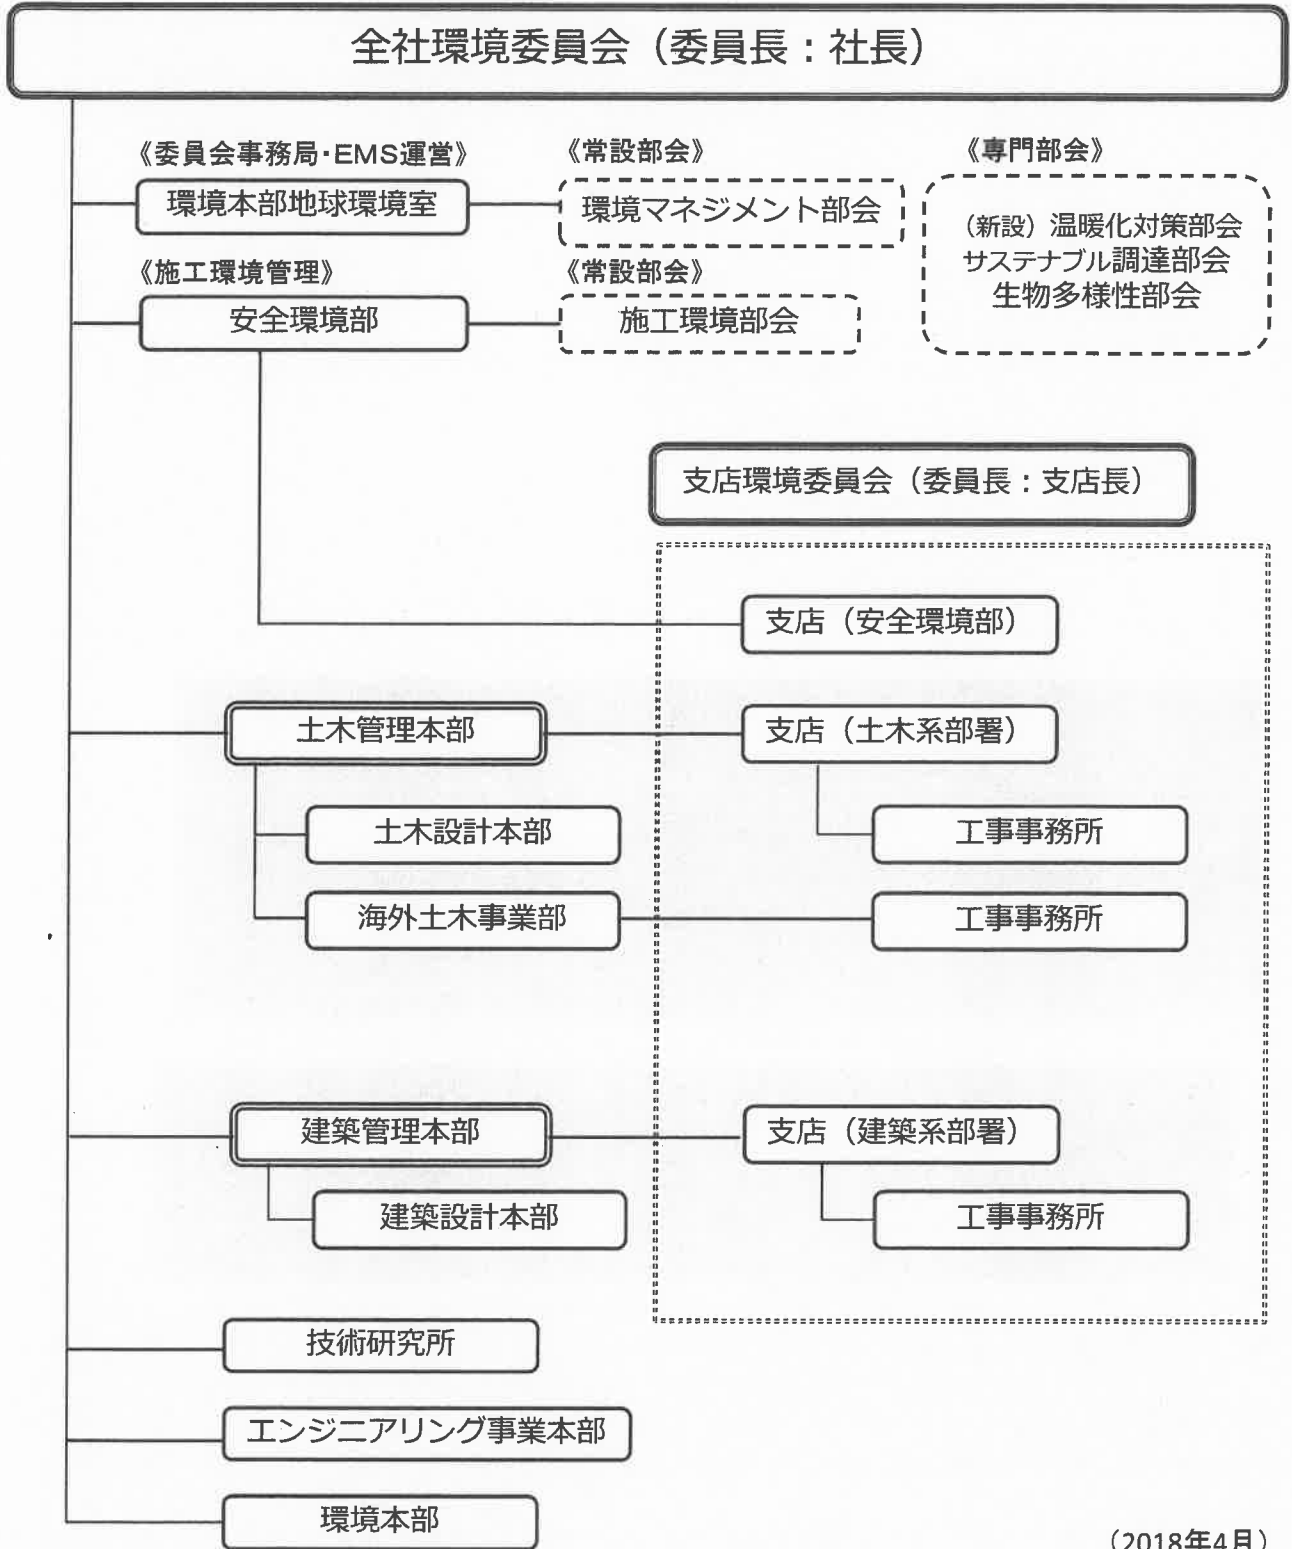 全社環境委員会（委員長：社長）
《委員会事務局・EMS運営》
《常設部会》
《専門部会》
環境本部地球環境室
環境マネジメント部会
（新設）温暖化対策部会
サステナブル調達部会
生物多様性部会
《施工環境管理》
《常設部会》
安全環境部
施工環境部会
支店環境委員会（委員長：支店長）
支店（安全環境部）
土木管理本部
支店（土木系部署）
土木設計本部
工事事務所
海外土木事業部
工事事務所
建築管理本部
支店（建築系部署）
建築設計本部
工事事務所
技術研究所
エンジニアリング事業本部
環境本部
（2018年4月）